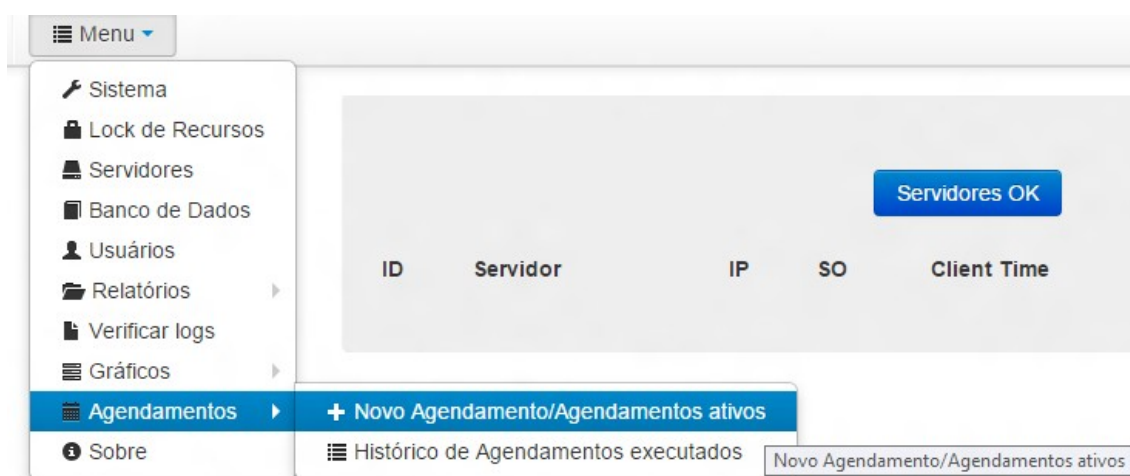 Menu
Sistema
Lock de Recursos
Servidores
Banco de Dados
Usuários
Relatórios
Verificar logs
Gráficos
Agendamentos
Sobre
Servidores OK
ID Servidor IP SO Client Time
Novo Agendamento/Agendamentos ativos
Histórico de Agendamentos executados
Novo Agendamento/Agendamentos ativos